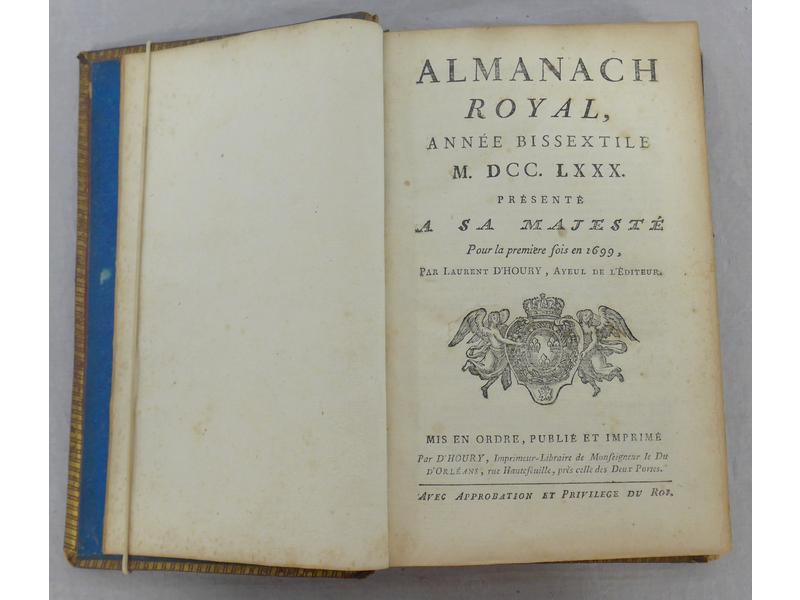 ALMANACH
ROYAL,
ANNÉE BISSEXTILE
M. DCC. LXXX.
PRÉSENTÉ
A SA MAJESTÉ
Pour la premiere fois en 1699,
PAR LAURENT D'HOURY, AYEUL DE L'ÉDITEUR.
MIS EN ORDRE, PUBLIÉ ET IMPRIMÉ
Par D'HOURY, Imprimeur-Libraire de Monseigneur le Du
D'ORLÉANS, rue Hautefeuille, près celle des Deux Portes.
AVEC APPROBATION ET PRIVILEGE DU ROI.